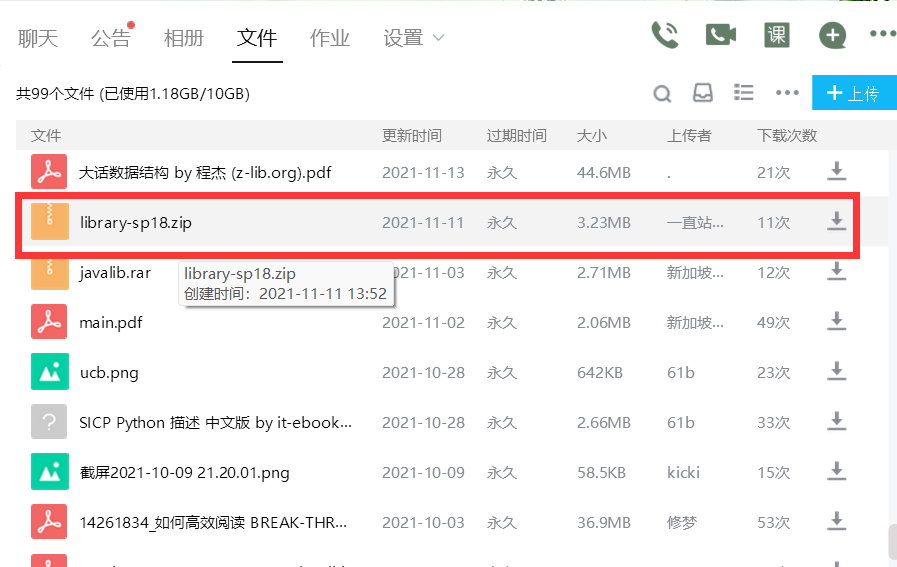 聊天 公告 相册 文件 作业 设置 课
共99个文件 (已使用1.18GB/10GB) 上传
文件 更新时间 过期时间 大小 上传者 下载次数
大话数据结构 by 程杰 (z-lib.org).pdf 2021-11-13 永久 44.6MB . 21次
library-sp18.zip 2021-11-11 永久 3.23MB 一直站... 11次
javalib.rar 2021-11-03 永久 2.71MB 新加坡... 12次
library-sp18.zip
创建时间：2021-11-11 13:52
main.pdf 2021-11-02 永久 2.06MB 新加坡... 49次
ucb.png 2021-10-28 永久 642KB 61b 23次
SICP Python 描述 中文版 by it-ebook... 2021-10-28 永久 2.66MB 61b 33次
截屏2021-10-09 21.20.01.png 2021-10-09 永久 58.5KB kicki 15次
14261834_如何高效阅读 BREAK-THR... 2021-10-03 永久 36.9MB 修梦 53次